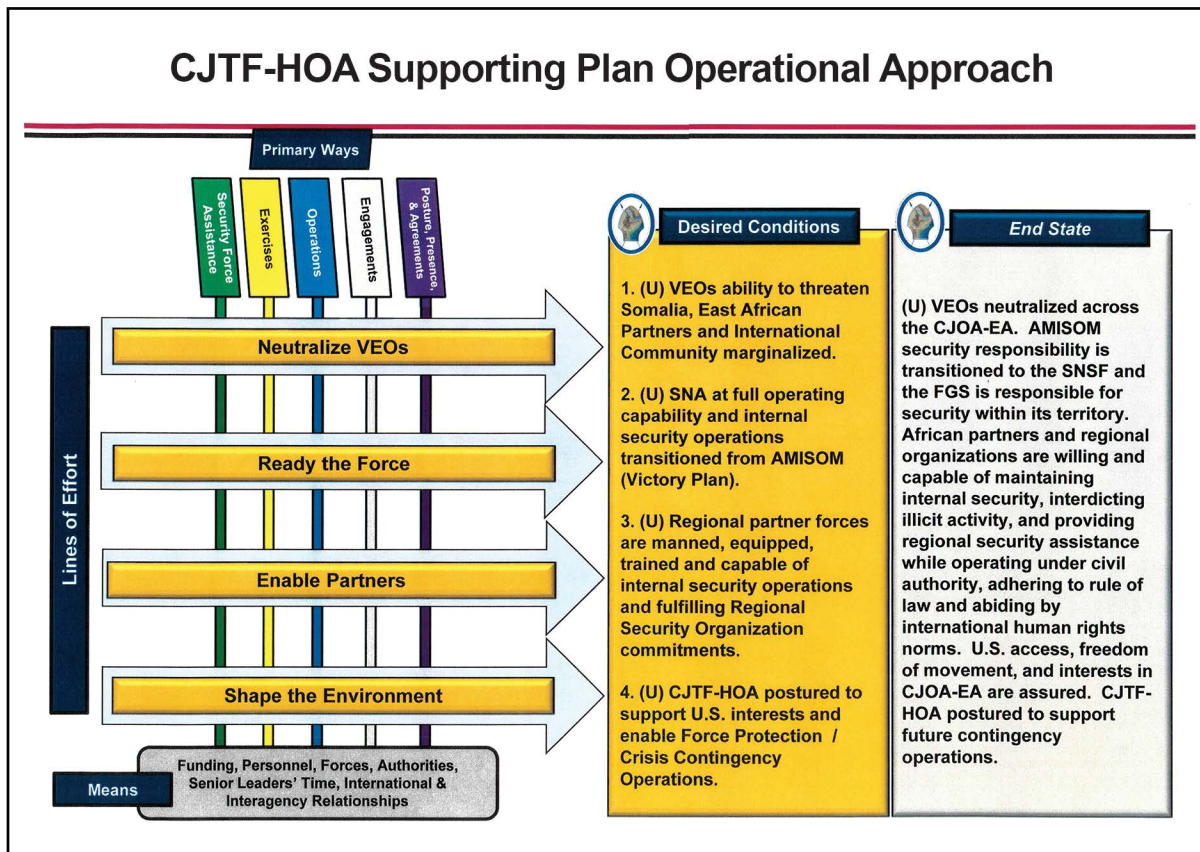 CJTF-HOA Supporting Plan Operational Approach
Primary Ways
Security Force
Assistance
Exercises
Operations
Engagements
Posture, Presence,
& Agreements
Lines of Effort
Neutralize VEOs
Ready the Force
Enable Partners
Shape the Environment
Means
Funding, Personnel, Forces, Authorities,
Senior Leaders' Time, International &
Interagency Relationships
Desired Conditions
1. (U) VEOs ability to threaten
Somalia, East African
Partners and International
Community marginalized.
2. (U) SNA at full operating
capability and internal
security operations
transitioned from AMISOM
(Victory Plan).
3. (U) Regional partner forces
are manned, equipped,
trained and capable of
internal security operations
and fulfilling Regional
Security Organization
commitments.
4. (U) CJTF-HOA postured to
support U.S. interests and
enable Force Protection /
Crisis Contingency
Operations.
End State
(U) VEOs neutralized across
the CJOA-EA. AMISOM
security responsibility is
transitioned to the SNSF and
the FGS is responsible for
security within its territory.
African partners and regional
organizations are willing and
capable of maintaining
internal security, interdicting
illicit activity, and providing
regional security assistance
while operating under civil
authority, adhering to rule of
law and abiding by
international human rights
norms. U.S. access, freedom
of movement, and interests in
CJOA-EA are assured. CJTF-
HOA postured to support
future contingency
operations.